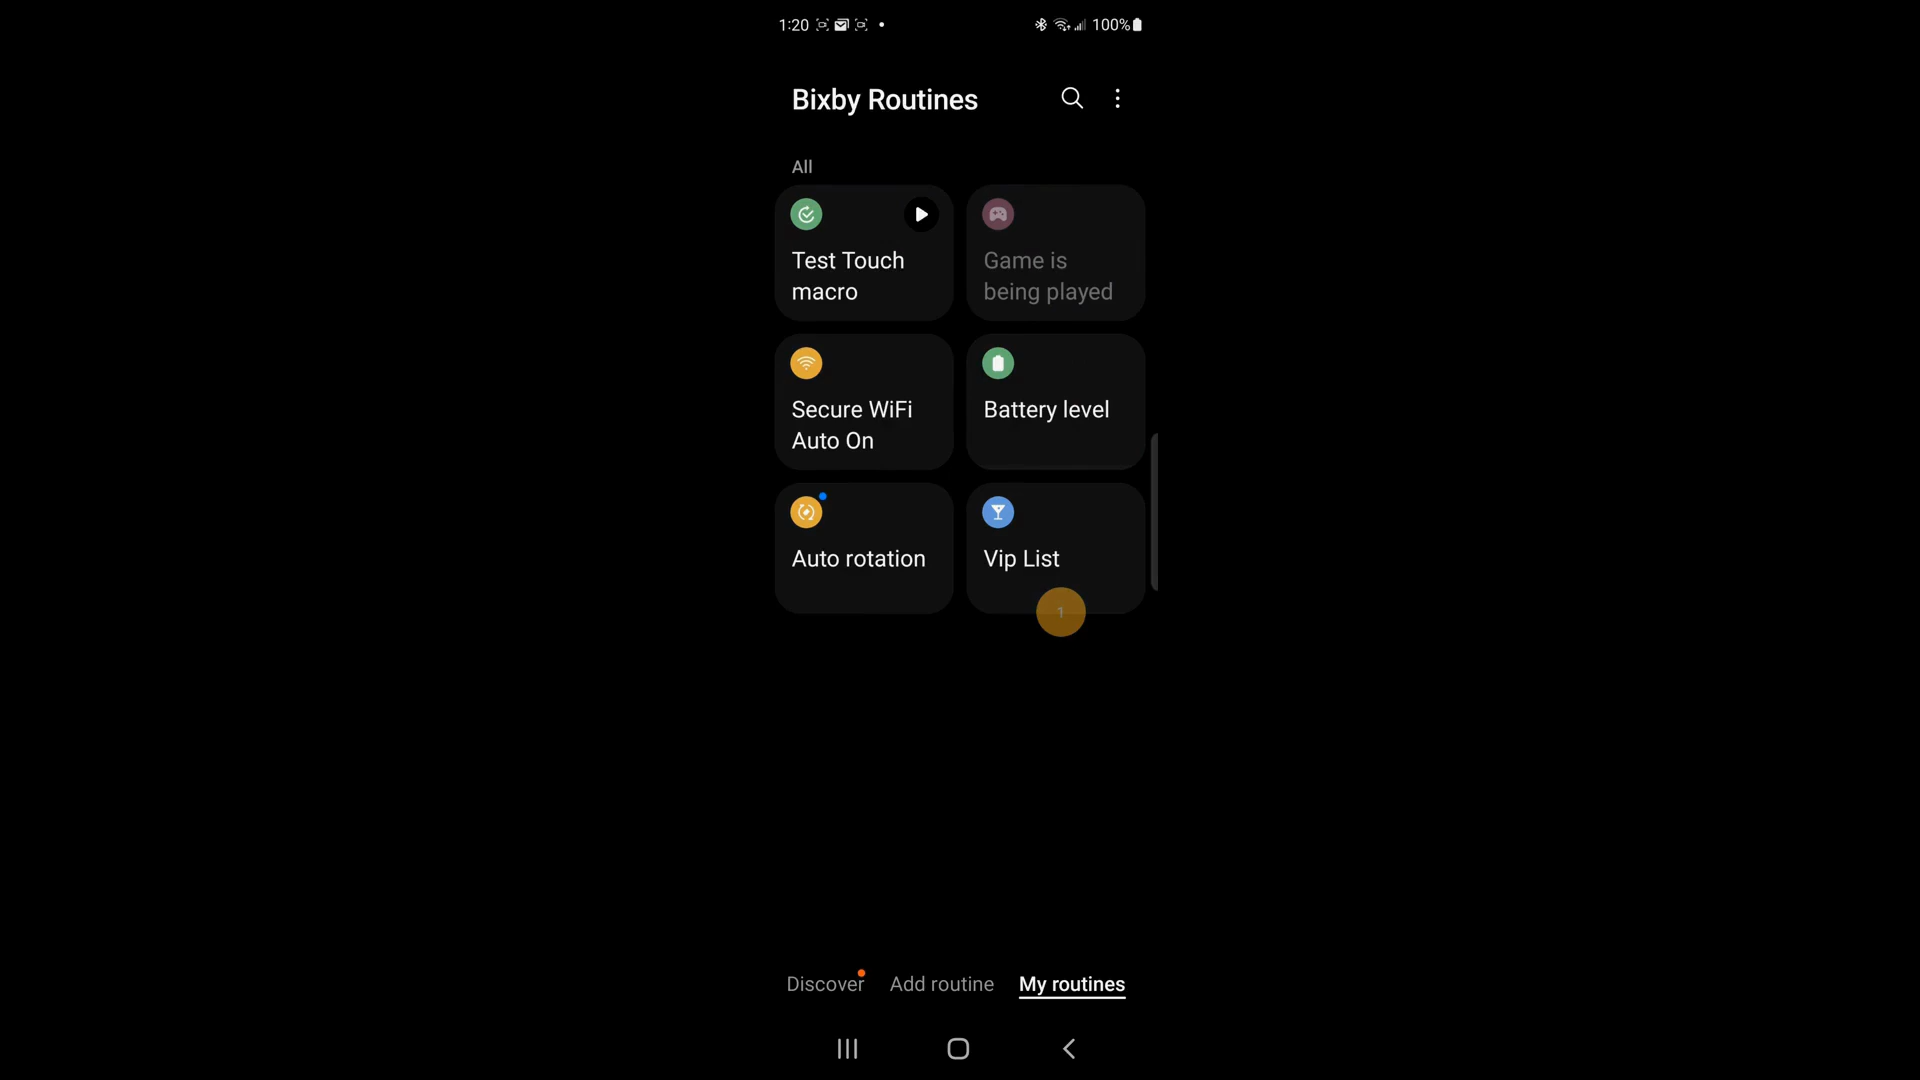 1:20 100%
Bixby Routines
All
Test Touch
macro
Game is
being played
Secure WiFi
Auto On
Battery level
Auto rotation
Vip List
1
Discover Add routine My routines